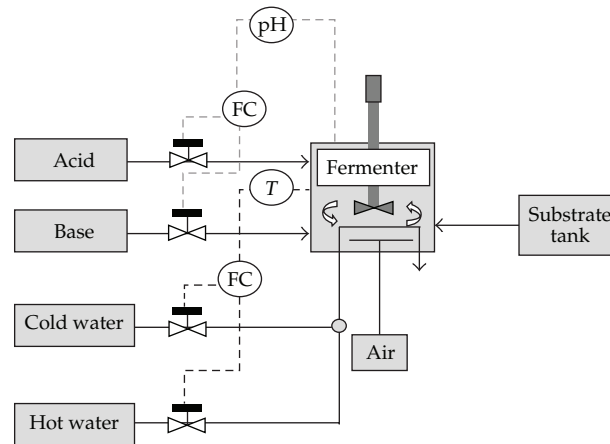 pH
FC
Acid
Fermenter
T
Base
Substrate
tank
FC
Cold water
Air
Hot water